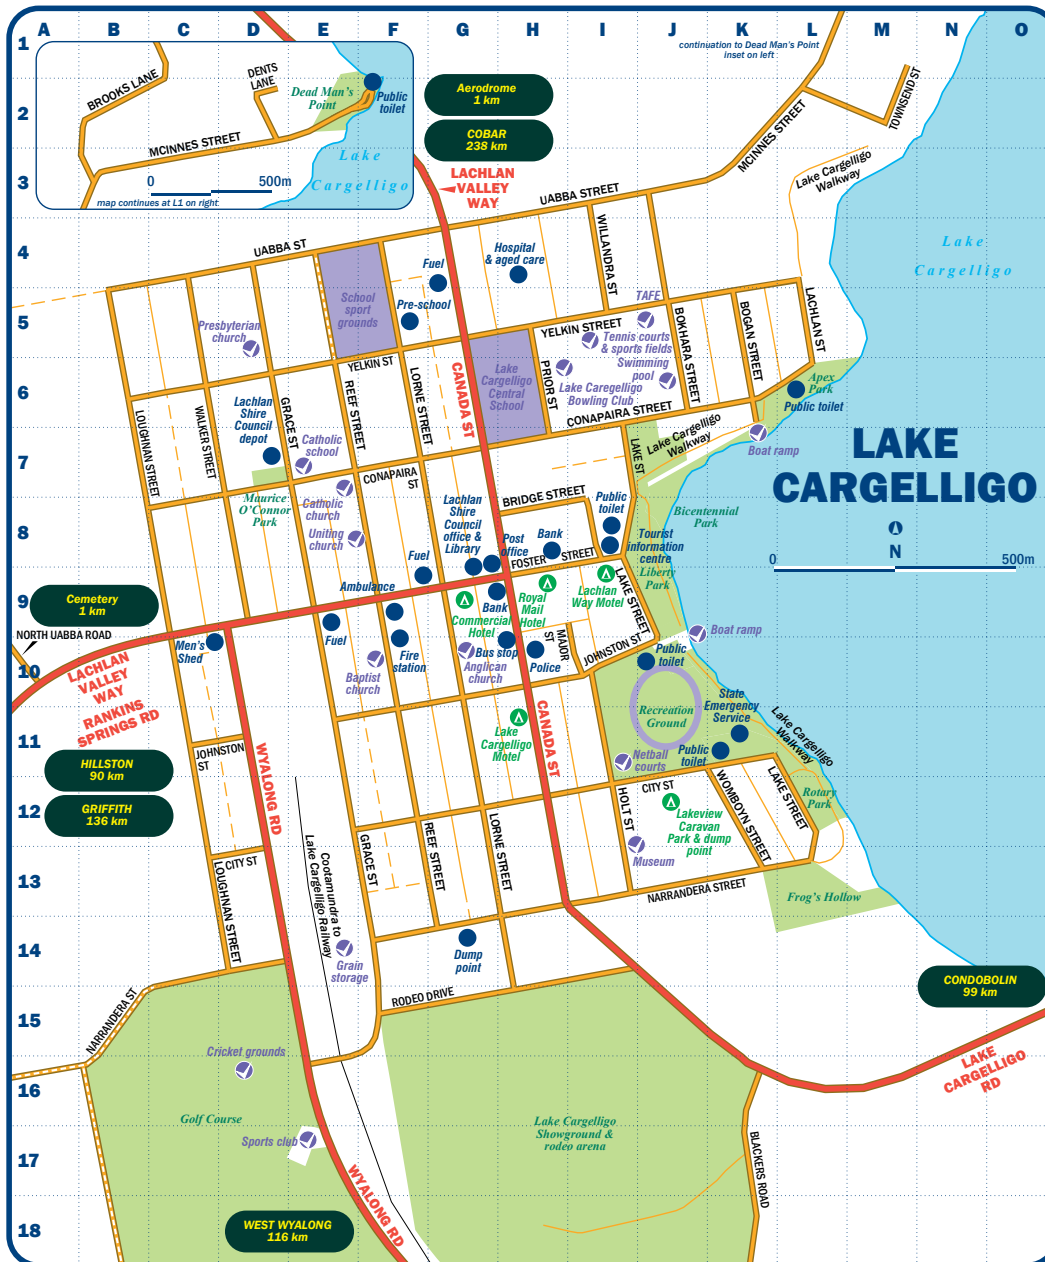 A B C D E F G H I J K L M N O
1
2
3
4
5
6
7
8
9
10
11
12
13
14
15
16
17
18
BROOKS LANE
DENTS
LANE
MCINNES STREET
Dead Man's
Point
Public
toilet
Lake
Cargelligo
0 500m
map continues at L1 on right
Aerodrome
1 km
COBAR
238 km
LACHLAN
VALLEY
WAY
continuation to Dead Man's Point
inset on left
MCINNES STREET
TOWNSEND ST
Lake Cargelligo
Walkway
UABBA STREET
UABBA ST
WILLANDRA ST
Lake
Cargelligo
Hospital
& aged care
Fuel
Pre-school
School
sport
grounds
Presbyterian
church
TAFE
YELKIN STREET
Tennis courts
& sports fields
Swimming
pool
BOKHARA STREET
BOGAN STREET
LACHLAN ST
YELKIN ST
CANADA ST
Lake
Cargelligo
Central
School
PRIOR ST
Lake Caregelligo
Bowling Club
Apex
Park
Public toilet
CONAPAIRA STREET
LOUGHNAN STREET
WALKER STREET
Lachlan
Shire
Council
depot
GRACE ST
REEF STREET
LORNE STREET
Catholic
school
Lake Cargelligo
Walkway
Boat ramp
LAKE ST
LAKE
CARGELLIGO
CONAPAIRA
ST
Maurice
O'Connor
Park
Catholic
church
Uniting
church
BRIDGE STREET
Public
toilet
Bicentennial
Park
Lachlan
Shire
Council
office &
Library
Post
office
Bank
FOSTER STREET
Tourist
information
centre
Liberty
Park
N
0 500m
Fuel
Ambulance
Cemetery
1 km
NORTH UABBA ROAD
Fuel
Fire
station
Commercial
Hotel
Bank
Royal
Mail
Hotel
Lachlan
Way Motel
LAKE STREET
Boat ramp
Men's
Shed
Baptist
church
Bus stop
Anglican
church
Police
MAJOR
ST
JOHNSTON ST
Public
toilet
LACHLAN
VALLEY
WAY
RANKINS
SPRINGS RD
Recreation
Ground
State
Emergency
Service
Lake Cargelligo
Walkway
HILLSTON
90 km
GRIFFITH
136 km
JOHNSTON
ST
WYALONG RD
Lake
Cargelligo
Motel
CANADA ST
Netball
courts
Public
toilet
CITY ST
HOLT ST
Lakeview
Caravan
Park & dump
point
WOMBOYN STREET
LAKE STREET
Rotary
Park
Museum
CITY ST
LOUGHNAN STREET
Cootamundra to
Lake Cargelligo Railway
GRACE ST
REEF STREET
LORNE STREET
NARRANDERA STREET
Frog's Hollow
Grain
storage
Dump
point
RODEO DRIVE
NARRANDERA ST
CONDOBOLIN
99 km
LAKE
CARGELLIGO
RD
Cricket grounds
Golf Course
Sports club
Lake Cargelligo
Showground &
rodeo arena
BLACKERS ROAD
WYALONG RD
WEST WYALONG
116 km